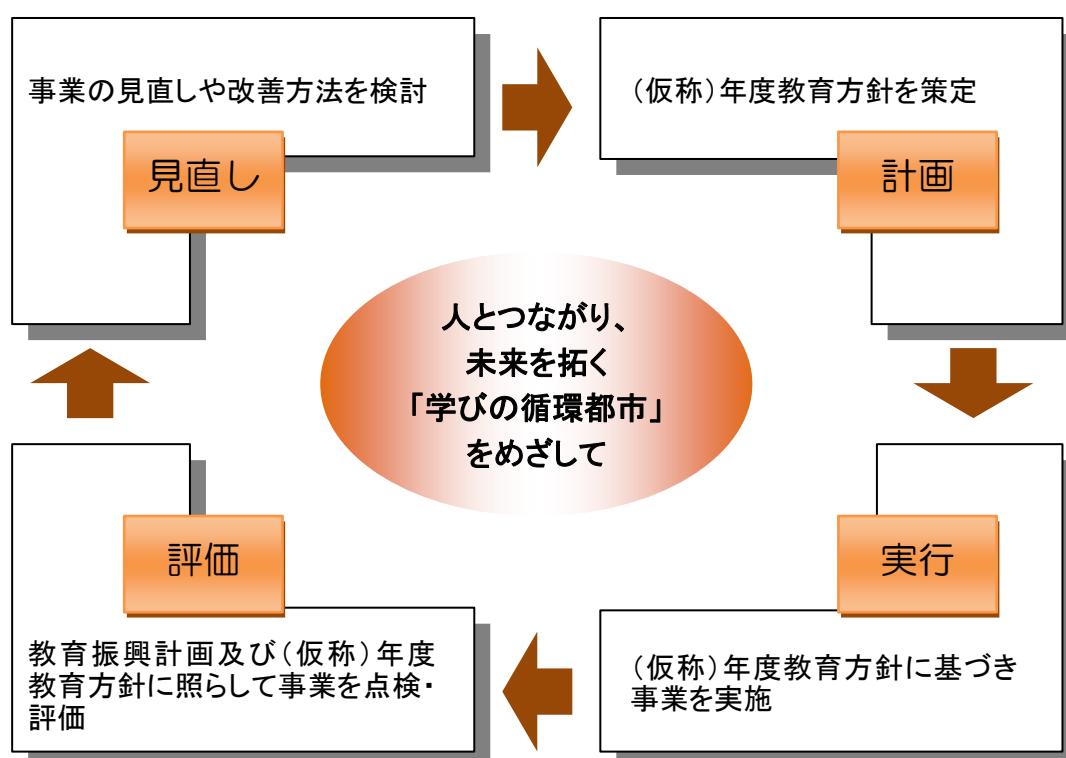 事業の見直しや改善方法を検討
見直し
(仮称)年度教育方針を策定
計画
人とつながり、
未来を拓く
「学びの循環都市」
をめざして
評価
教育振興計画及び(仮称)年度
教育方針に照らして事業を点検・
評価
実行
(仮称)年度教育方針に基づき
事業を実施